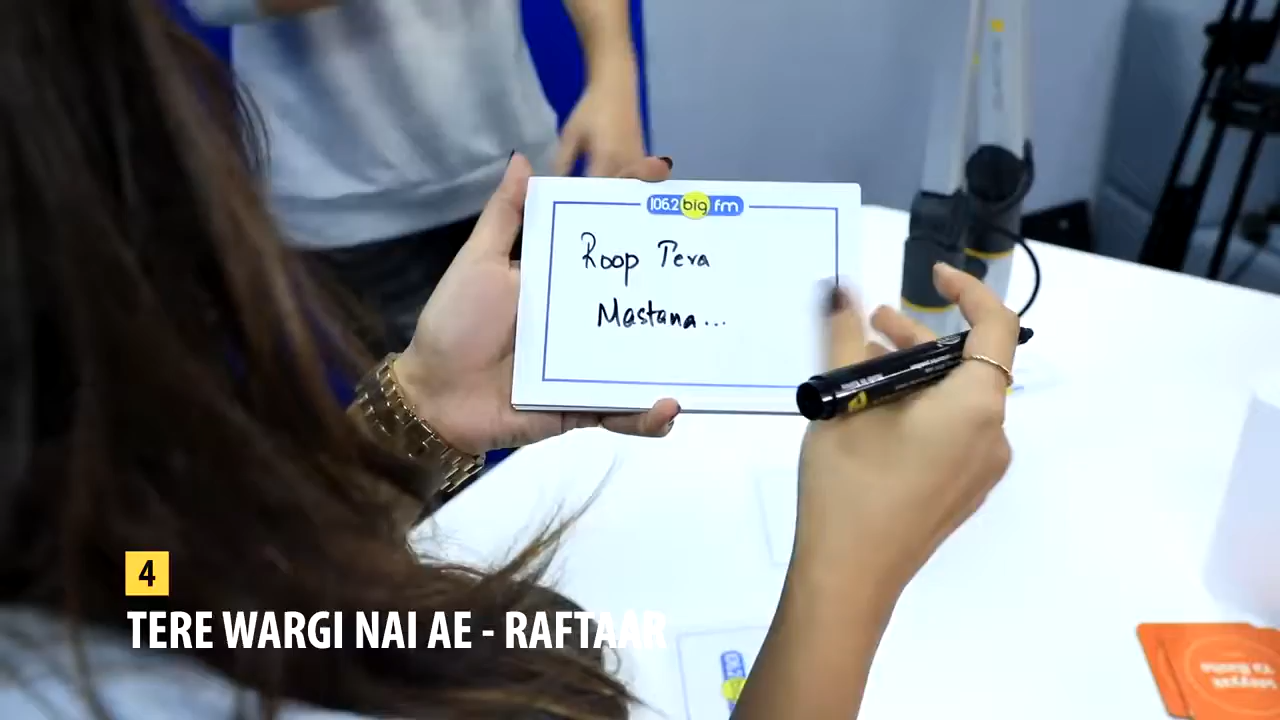 106.2 big fm
Roop Tera
Mastana...
4
TERE WARGI NAI AE - RAFTAAR